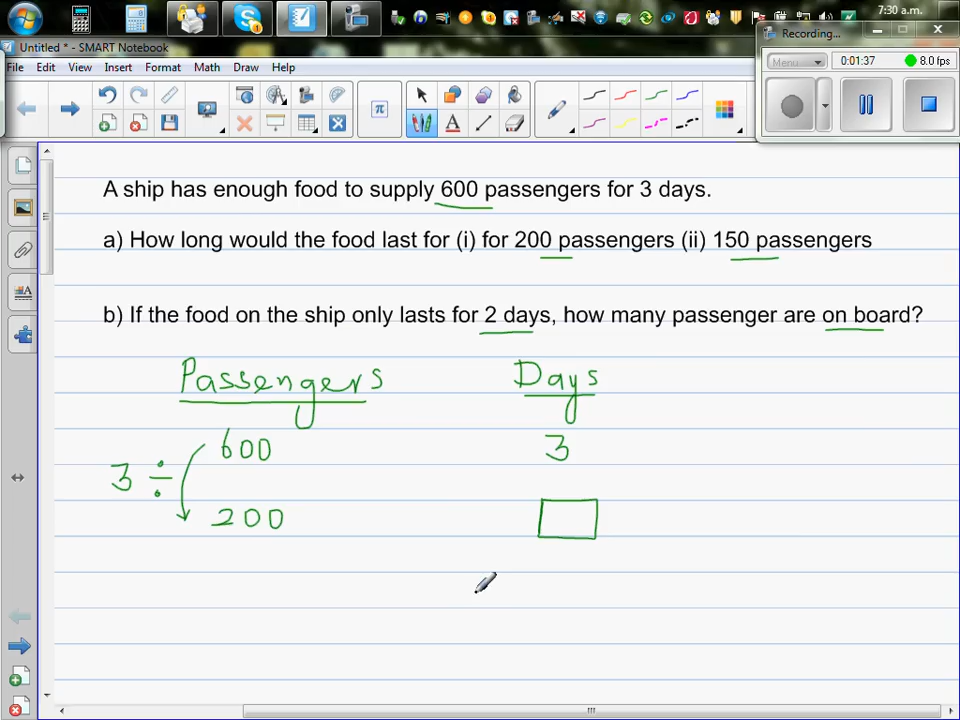 7:30 a.m.
Untitled * - SMART Notebook
Recording...
File Edit View Insert Format Math Draw Help
Menu 0:01:37 8.0 fps
A ship has enough food to supply 600 passengers for 3 days.
a) How long would the food last for (i) for 200 passengers (ii) 150 passengers
b) If the food on the ship only lasts for 2 days, how many passenger are on board?
Passengers Days
600 3
3 ÷
200